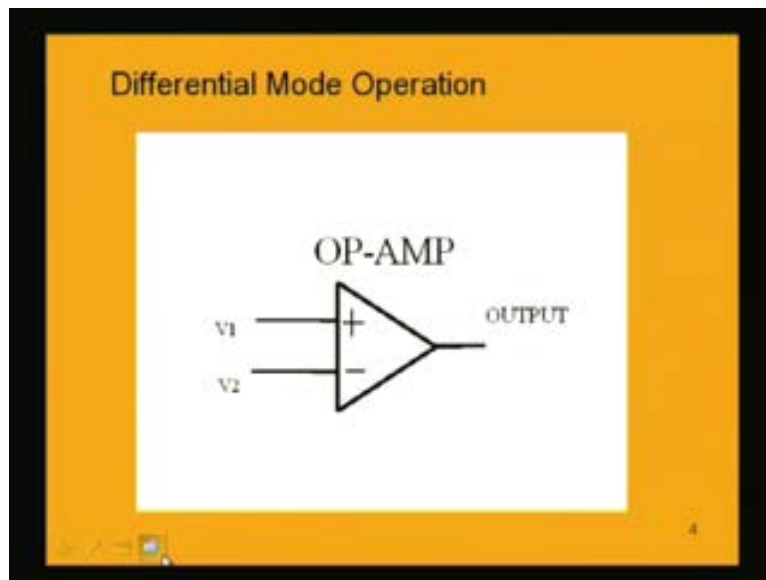 Differential Mode Operation
OP-AMP
V1
+
OUTPUT
−
V2
4